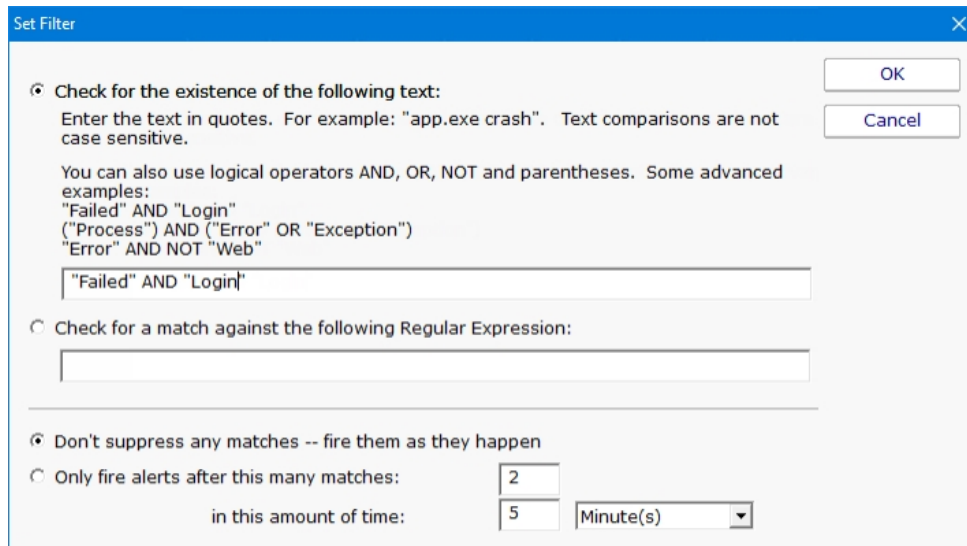 Set Filter
OK
Check for the existence of the following text:
Enter the text in quotes.  For example: "app.exe crash".   Text comparisons are not
case sensitive.
Cancel
You can also use logical operators AND, OR, NOT and parentheses.  Some advanced
examples:
"Failed" AND "Login"
("Process") AND ("Error" OR "Exception")
"Error" AND NOT "Web"
"Failed" AND "Login"
Check for a match against the following Regular Expression:
Don't suppress any matches -- fire them as they happen
Only fire alerts after this many matches: 2
in this amount of time: 5 Minute(s)